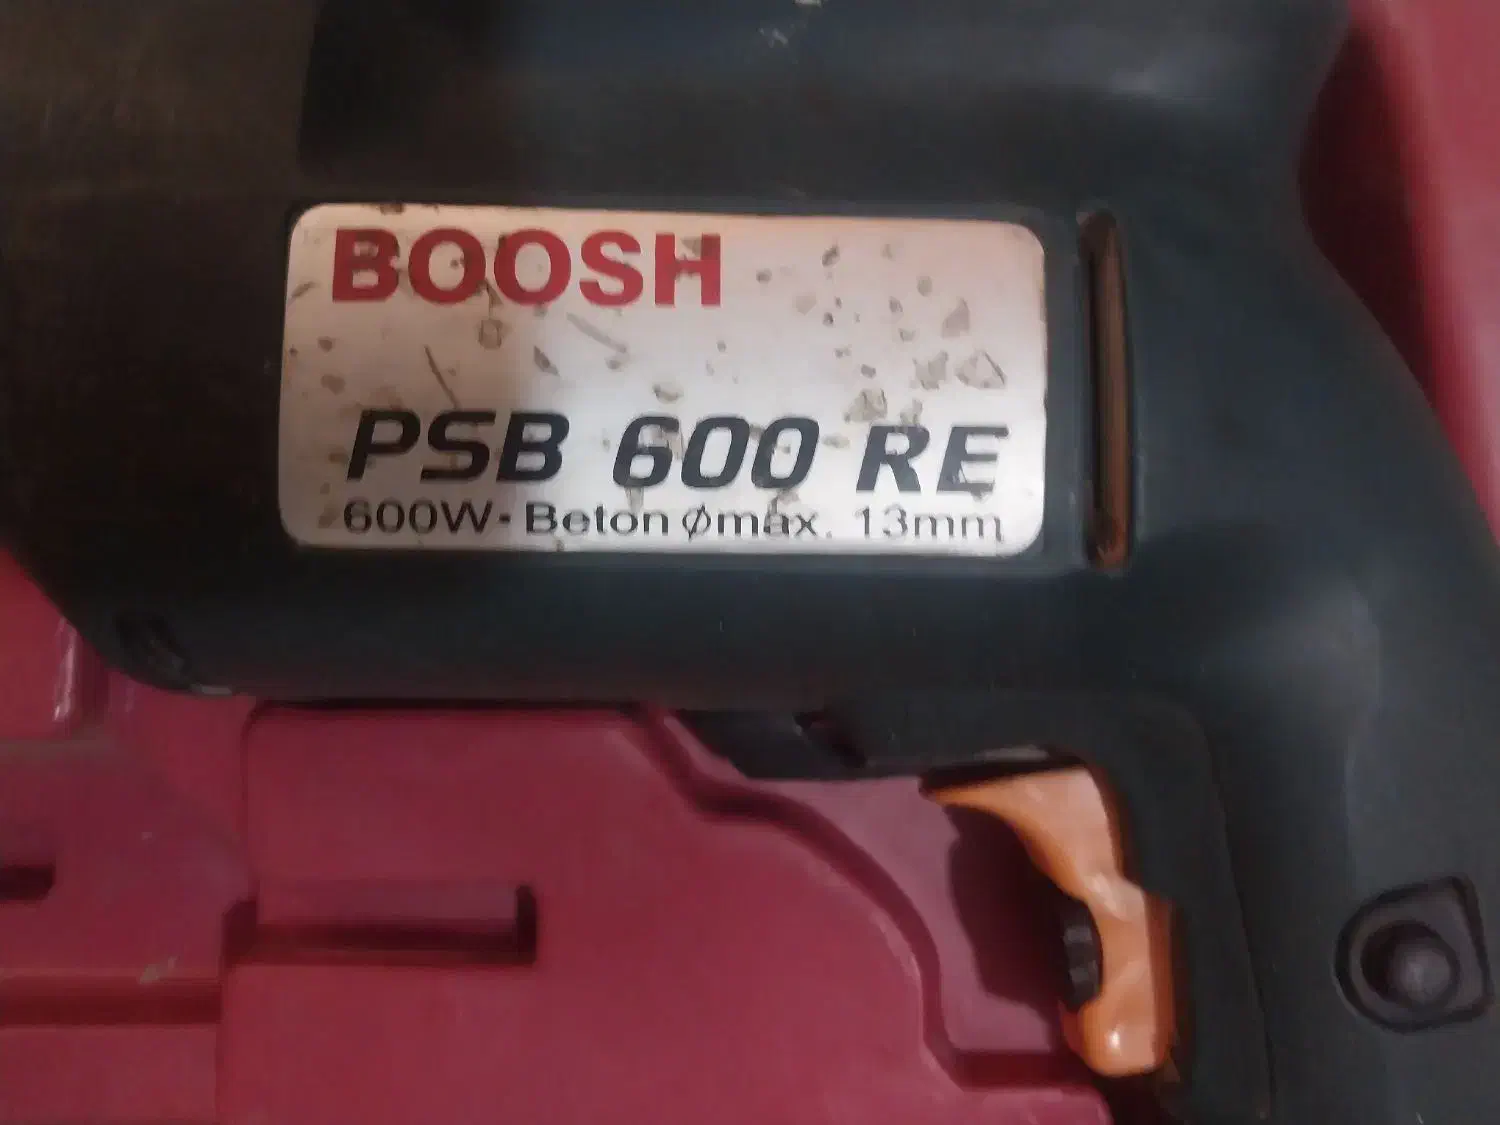 BOOSH
PSB 600 RE
600W·Beton ømax. 13mm